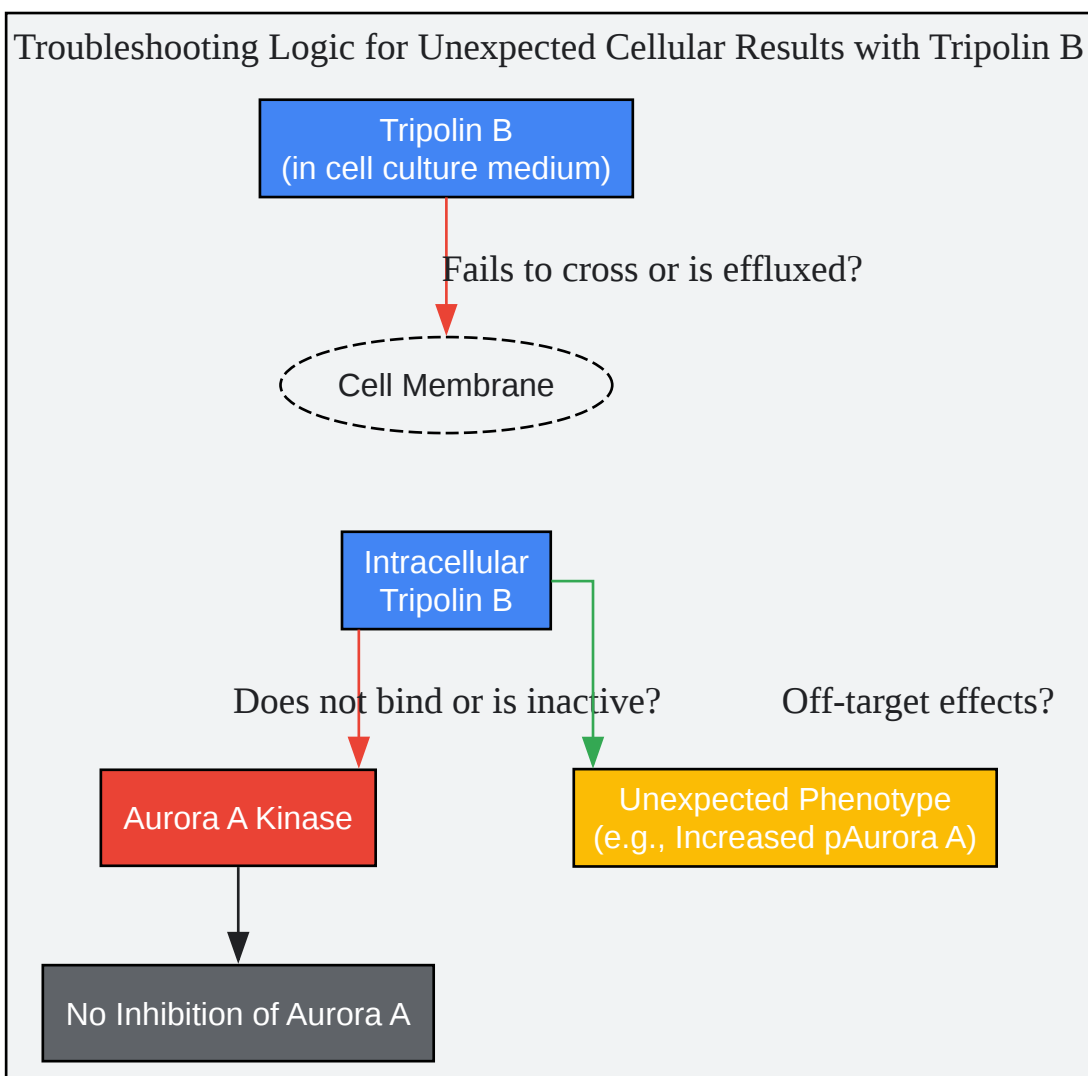 Troubleshooting Logic for Unexpected Cellular Results with Tripolin B
Tripolin B
(in cell culture medium)
Fails to cross or is effluxed?
Cell Membrane
Intracellular
Tripolin B
Does not bind or is inactive?
Off-target effects?
Aurora A Kinase
Unexpected Phenotype
(e.g., Increased pAurora A)
No Inhibition of Aurora A